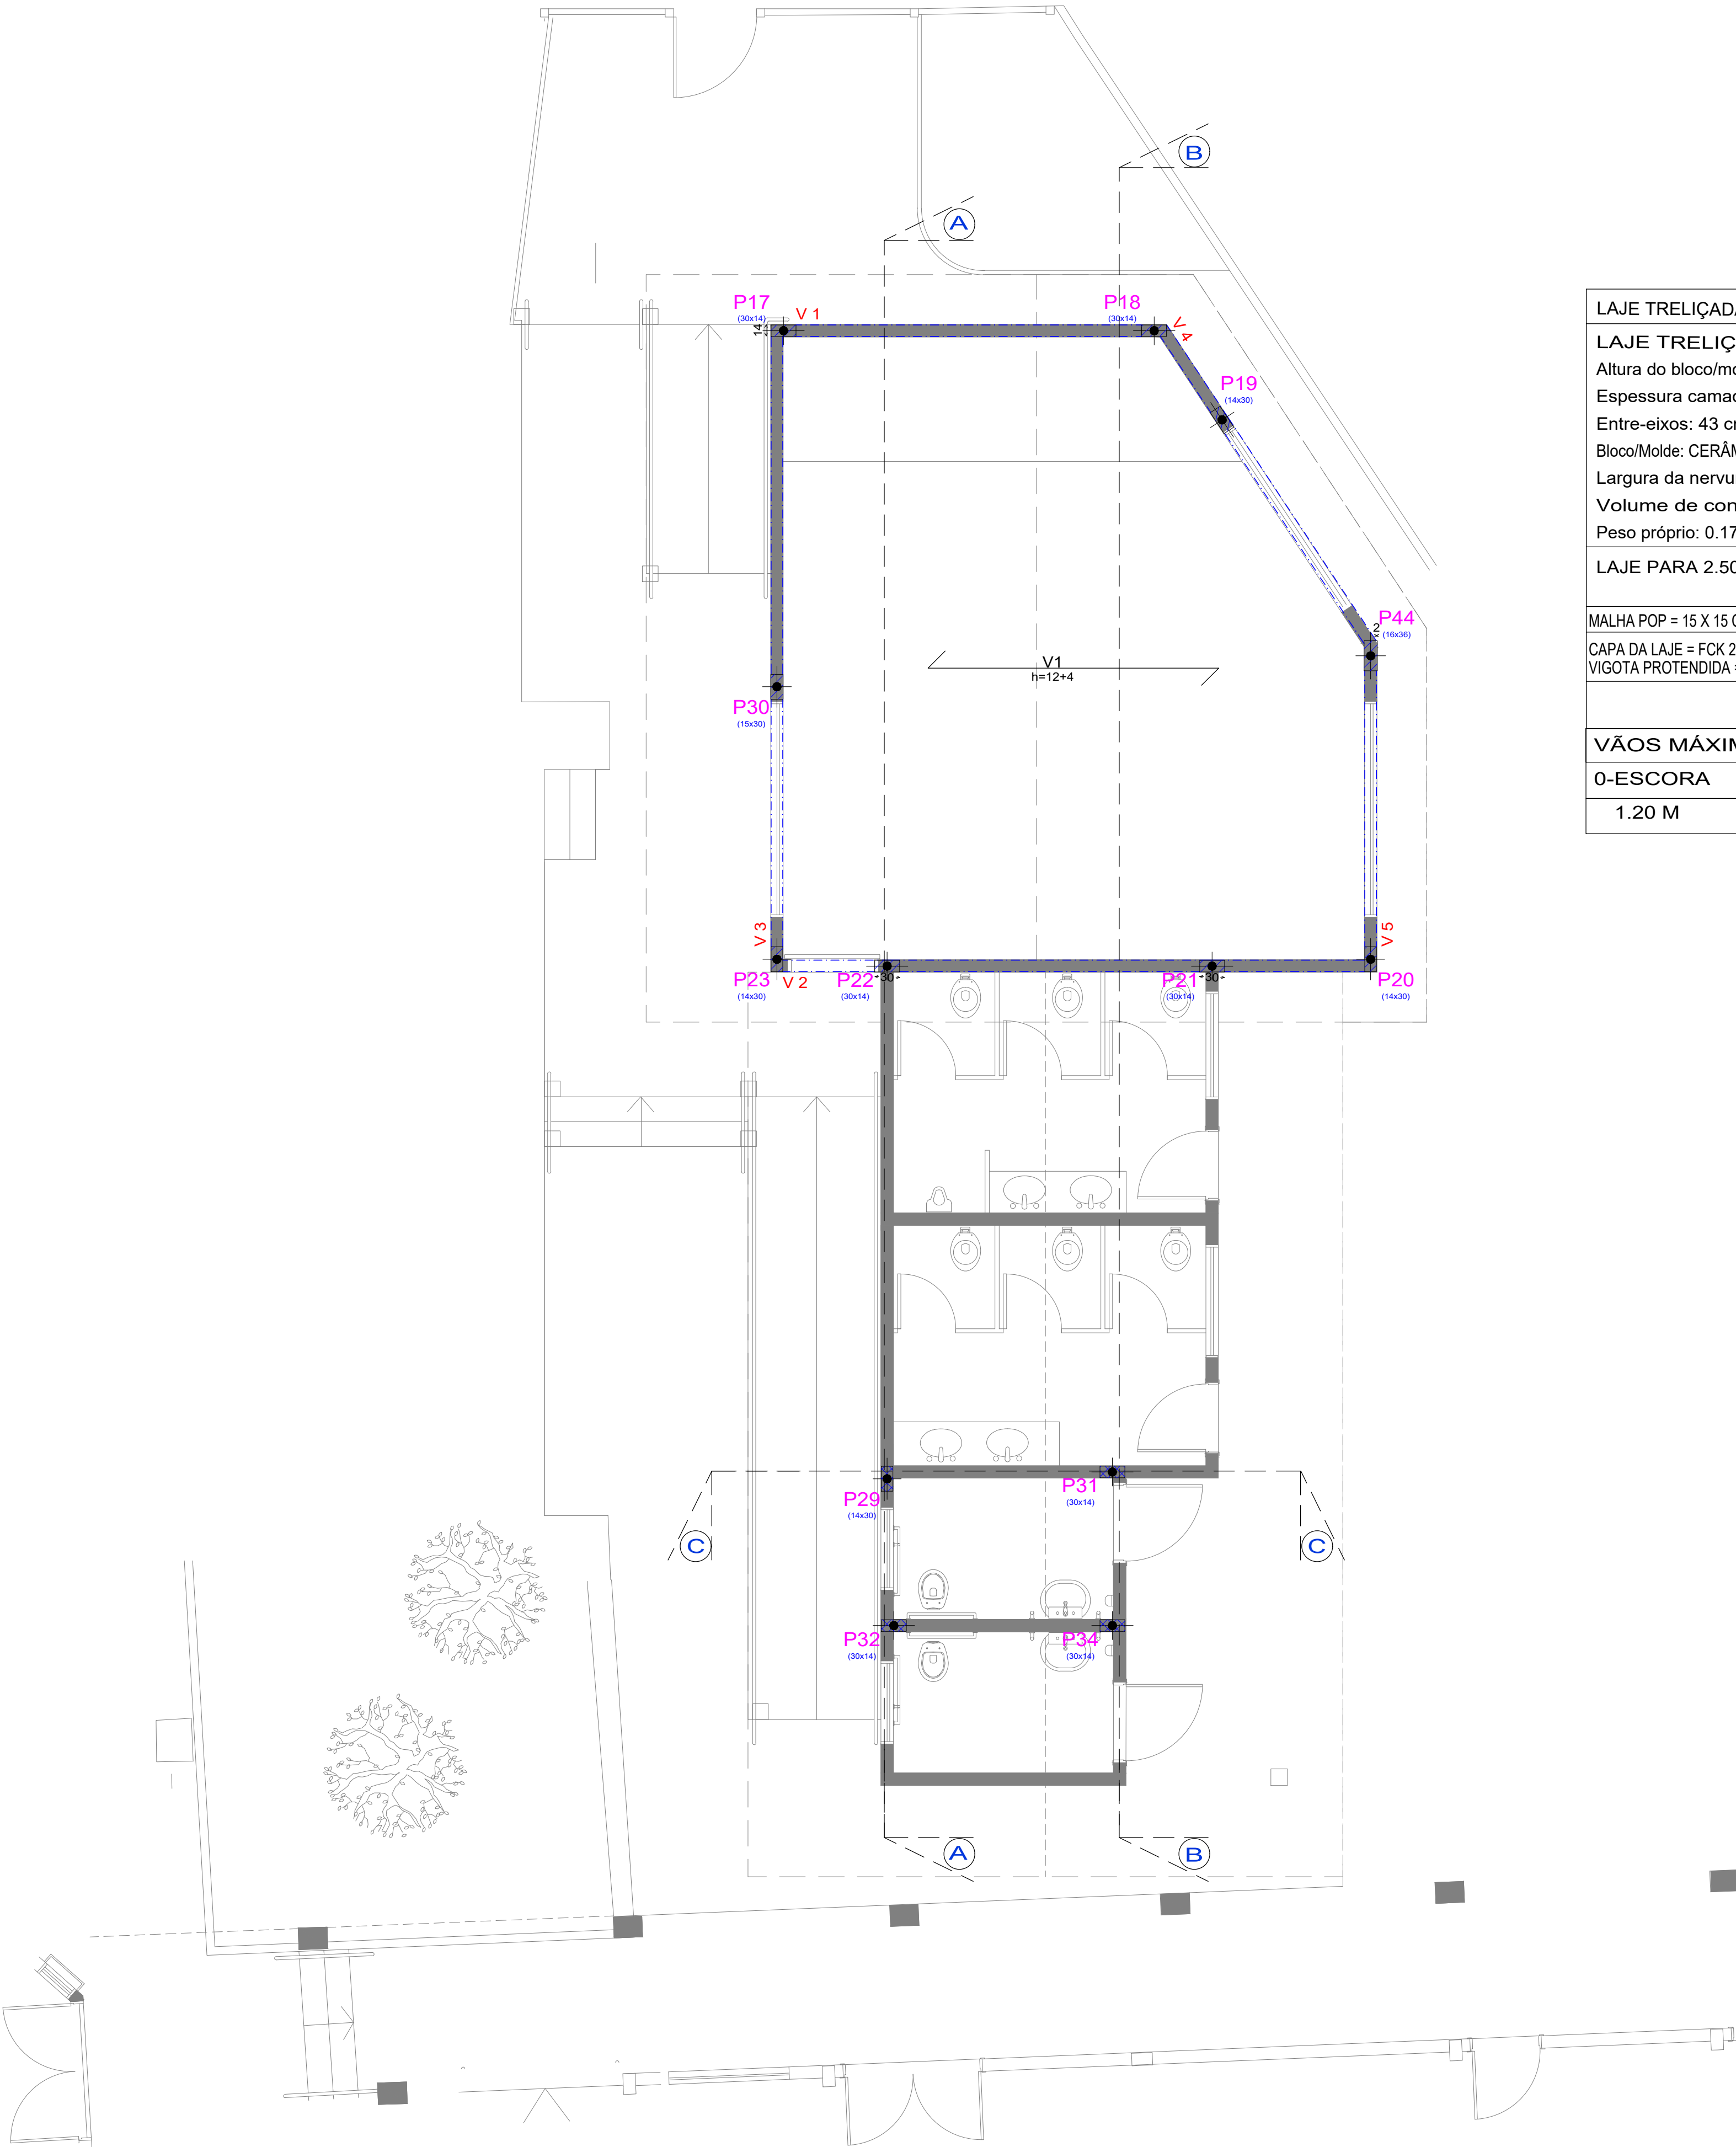 B
A
P17
(30x14)
V 1
14
P18
(30x14)
V 4
P19
(14x30)
P44
2
(16x36)
V1
h=12+4
P30
(15x30)
V 3
V 5
P23
(14x30)
V 2
P22
30
(30x14)
P21
30
(30x14)
P20
(14x30)
P29
(14x30)
P31
(30x14)
C
C
P32
(30x14)
P34
(30x14)
A
B
LAJE TRELIÇADA
LAJE TRELIÇ
Altura do bloco/mo
Espessura camad
Entre-eixos: 43 cm
Bloco/Molde: CERÂM
Largura da nervu
Volume de con
Peso próprio: 0.17
LAJE PARA 2.50
MALHA POP = 15 X 15
CAPA DA LAJE = FCK 2
VIGOTA PROTENDIDA =
VÃOS MÁXIM
0-ESCORA
1.20 M